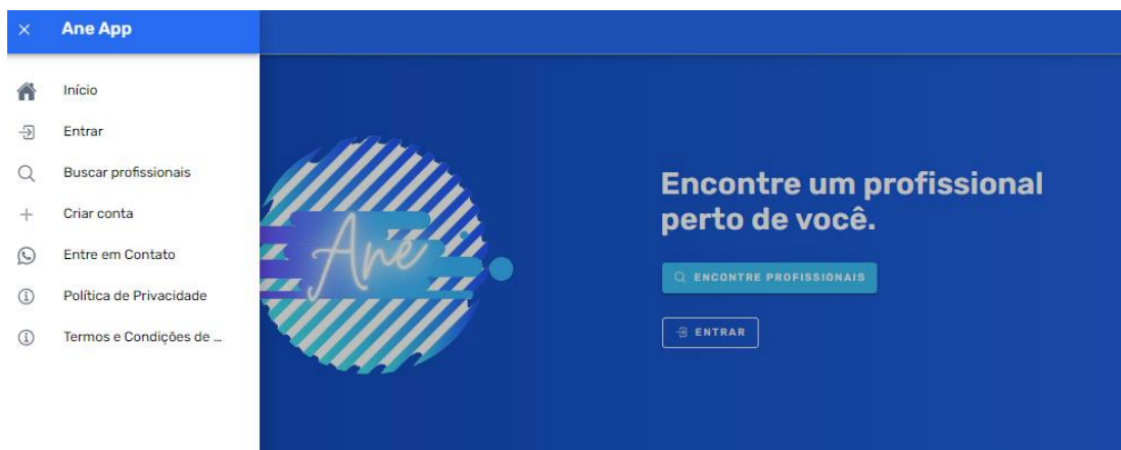 Ane App
Início
Entrar
Buscar profissionais
Criar conta
Entre em Contato
Política de Privacidade
Termos e Condições de ...
Ane
Encontre um profissional
perto de você.
ENCONTRE PROFISSIONAIS
ENTRAR